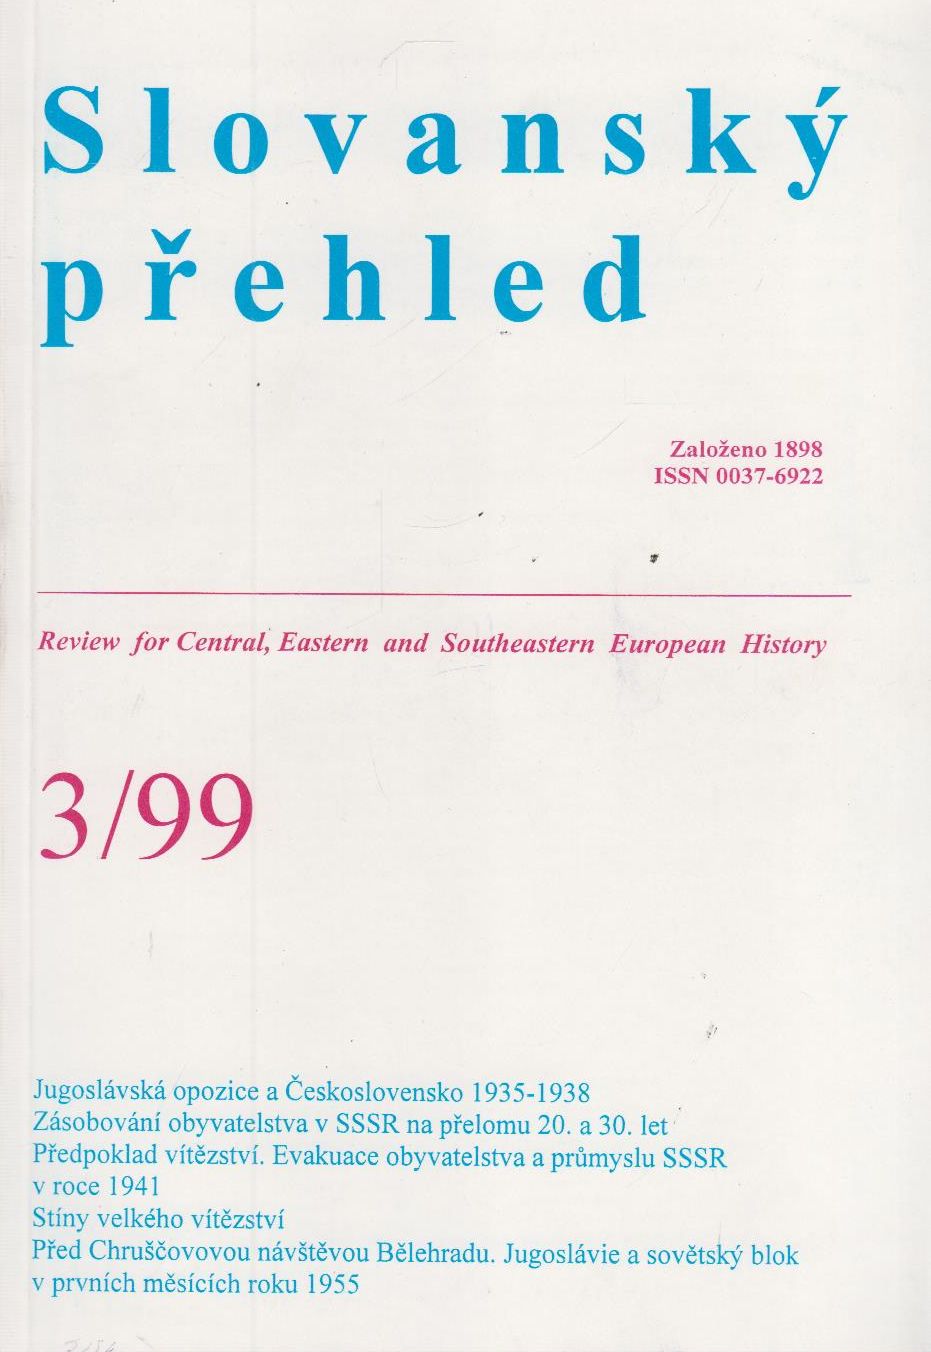 Slovanský
přehled
Založeno 1898
ISSN 0037-6922
Review for Central, Eastern and Southeastern European History
3/99
Jugoslávská opozice a Československo 1935-1938
Zásobování obyvatelstva v SSSR na přelomu 20. a 30. let
Předpoklad vítězství. Evakuace obyvatelstva a průmyslu SSSR
v roce 1941
Stíny velkého vítězství
Před Chruščovovou návštěvou Bělehradu. Jugoslávie a sovětský blok
v prvních měsících roku 1955